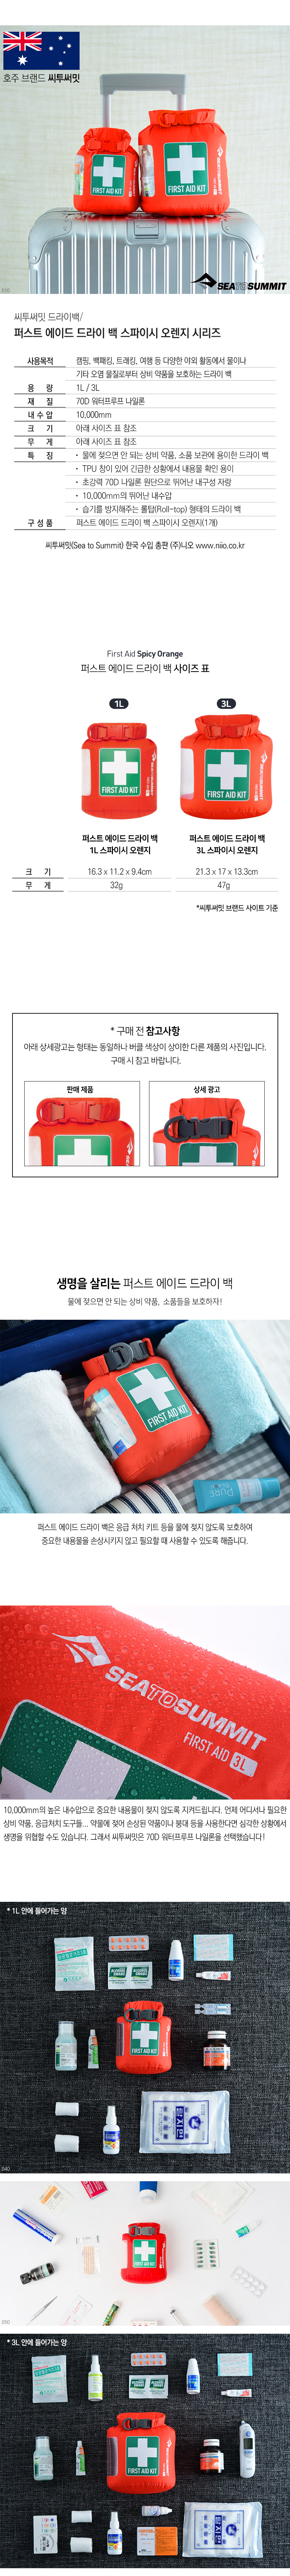 호주 브랜드 씨투써밋
FIRST AID KIT
FIRST AID KIT
SEA TO SUMMIT
씨투써밋 드라이백/
퍼스트 에이드 드라이 백 스파이시 오렌지 시리즈
사용목적 캠핑, 백패킹, 트래킹, 여행 등 다양한 야외 활동에서 물이나
기타 오염 물질로부터 상비 약품을 보호하는 드라이 백
용 량 1L / 3L
재 질 70D 워터프루프 나일론
내 수 압 10,000mm
크 기 아래 사이즈 표 참조
무 게 아래 사이즈 표 참조
특 징 • 물에 젖으면 안 되는 상비 약품, 소품 보관에 용이한 드라이 백
• TPU 창이 있어 긴급한 상황에서 내용물 확인 용이
• 초강력 70D 나일론 원단으로 뛰어난 내구성 자랑
• 10,000mm의 뛰어난 내수압
• 습기를 방지해주는 롤탑(Roll-top) 형태의 드라이 백
구 성 품 퍼스트 에이드 드라이 백 스파이시 오렌지(1개)
씨투써밋(Sea to Summit) 한국 수입 총판 (주)니오 www.niio.co.kr
First Aid Spicy Orange
퍼스트 에이드 드라이 백 사이즈 표
1L 3L
FIRST AID KIT FIRST AID KIT
퍼스트 에이드 드라이 백 퍼스트 에이드 드라이 백
1L 스파이시 오렌지 3L 스파이시 오렌지
크 기 16.3 x 11.2 x 9.4cm 21.3 x 17 x 13.3cm
무 게 32g 47g
*씨투써밋 브랜드 사이트 기준
* 구매 전 참고사항
아래 상세광고는 형태는 동일하나 버클 색상이 상이한 다른 제품의 사진입니다.
구매 시 참고 바랍니다.
판매 제품 상세 광고
생명을 살리는 퍼스트 에이드 드라이 백
물에 젖으면 안 되는 상비 약품, 소품들을 보호하자!
FIRST AID KIT
PURE
퍼스트 에이드 드라이 백은 응급 처치 키트 등을 물에 젖지 않도록 보호하여
중요한 내용물을 손상시키지 않고 필요할 때 사용할 수 있도록 해줍니다.
SEA TO SUMMIT
FIRST AID 3L
10,000mm의 높은 내수압으로 중요한 내용물이 젖지 않도록 지켜드립니다. 언제 어디서나 필요한
상비 약품, 응급처치 도구들... 약물에 젖어 손상된 약품이나 붕대 등을 사용한다면 심각한 상황에서
생명을 위협할 수도 있습니다. 그래서 씨투써밋은 70D 워터프루프 나일론을 선택했습니다!
* 1L 안에 들어가는 양
FIRST AID KIT
FIRST AID KIT
* 3L 안에 들어가는 양
FIRST AID KIT